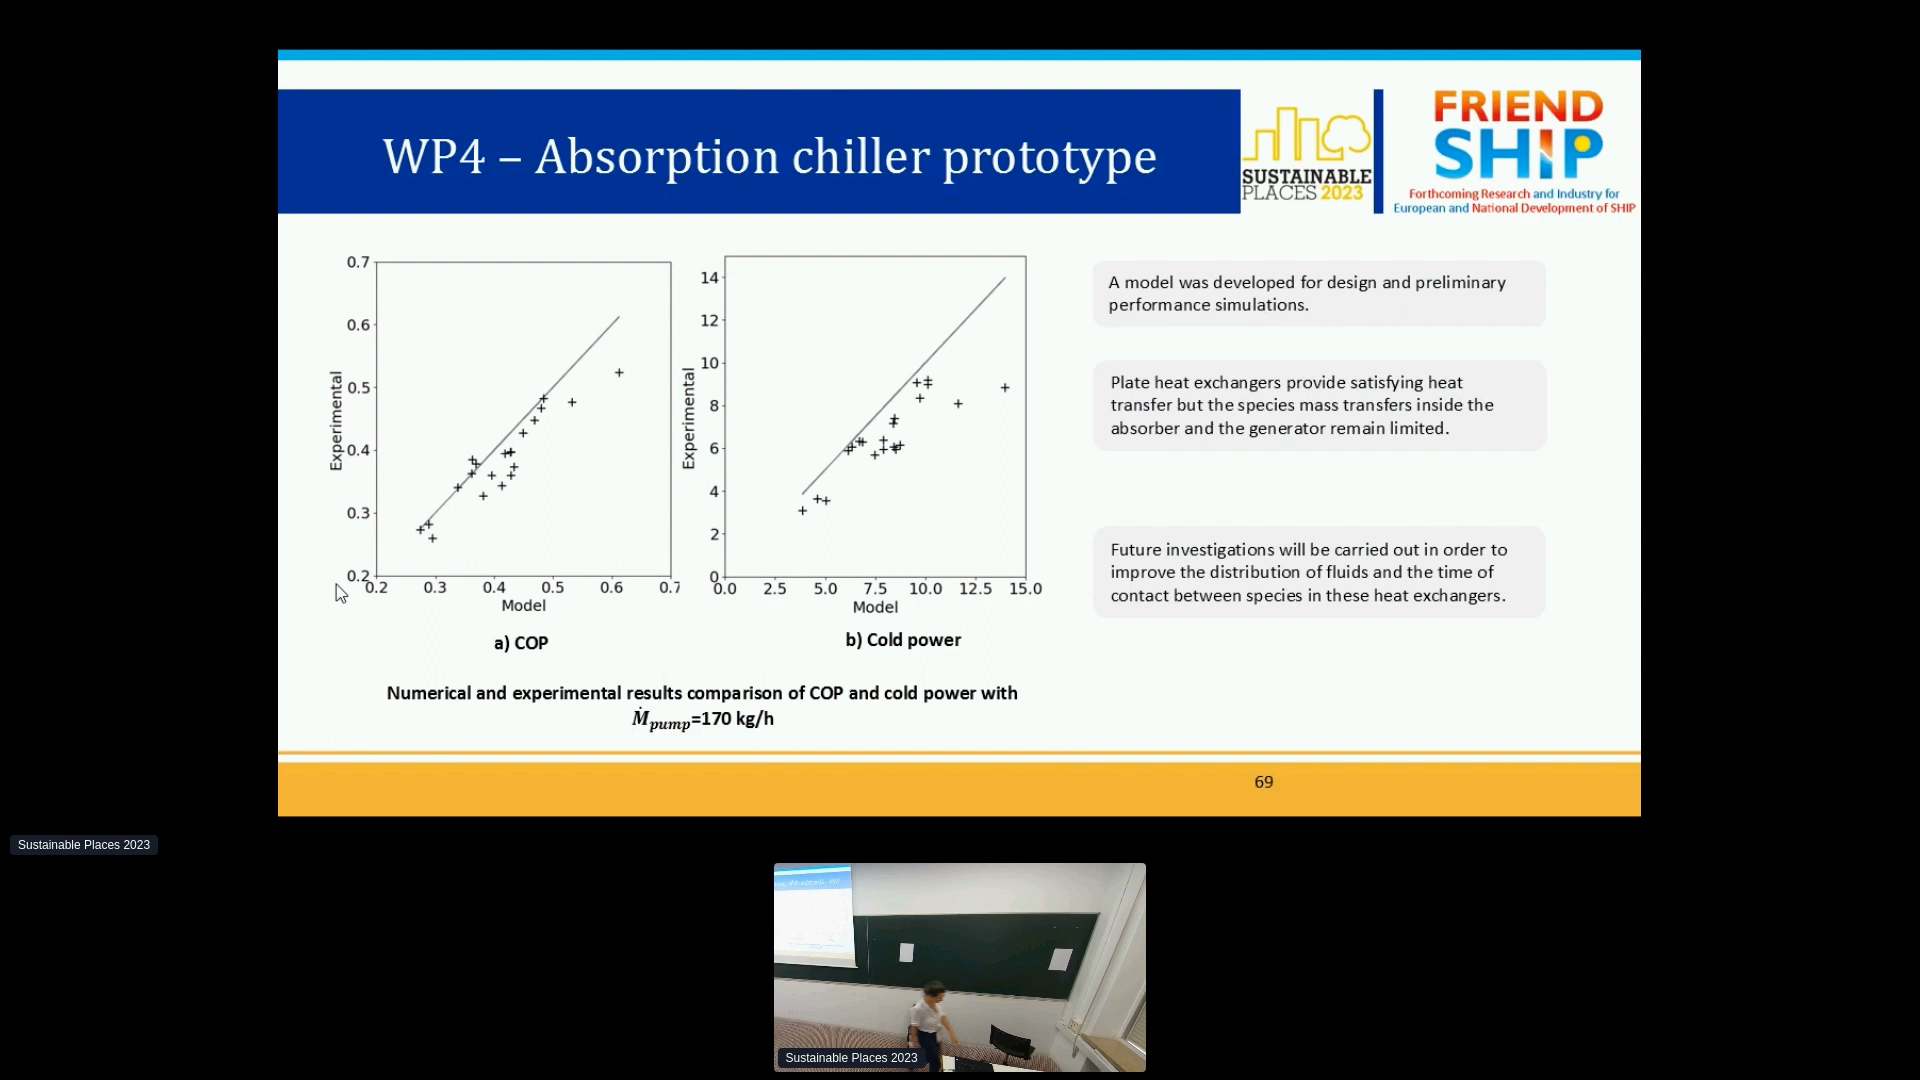 WP4 – Absorption chiller prototype
SUSTAINABLE
PLACES 2023
FRIEND
SHIP
Forthcoming Research and Industry for
European and National Development of SHIP
0.7
0.6
0.5
0.4
0.3
0.2
Experimental
0.2 0.3 0.4 0.5 0.6 0.7
Model
a) COP
14
12
10
8
6
4
2
0
Experimental
0.0 2.5 5.0 7.5 10.0 12.5 15.0
Model
b) Cold power
Numerical and experimental results comparison of COP and cold power with
Ṁpump=170 kg/h
A model was developed for design and preliminary
performance simulations.
Plate heat exchangers provide satisfying heat
transfer but the species mass transfers inside the
absorber and the generator remain limited.
Future investigations will be carried out in order to
improve the distribution of fluids and the time of
contact between species in these heat exchangers.
69
Sustainable Places 2023
Sustainable Places 2023